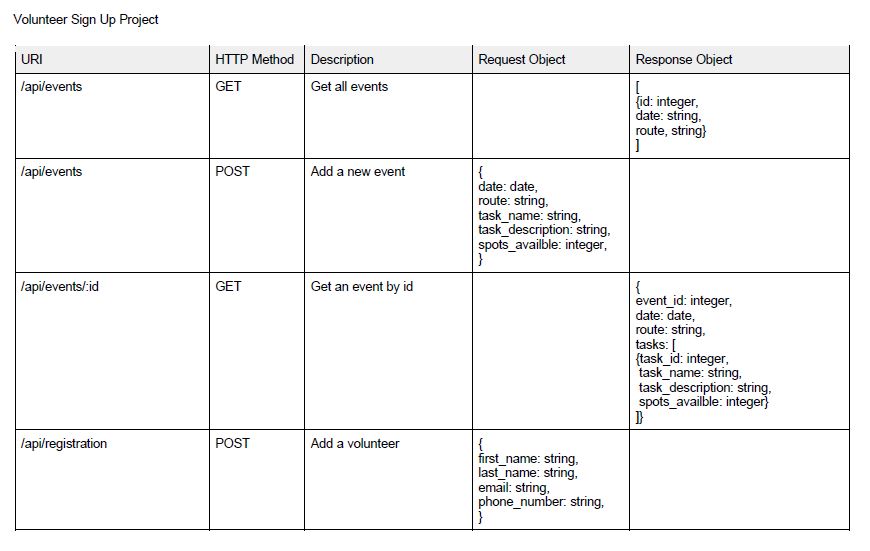 Volunteer Sign Up Project
URI HTTP Method Description Request Object Response Object
/api/events GET Get all events
[
{id: integer,
date: string,
route, string}
]
/api/events POST Add a new event
{
date: date,
route: string,
task_name: string,
task_description: string,
spots_availble: integer,
}
/api/events/:id GET Get an event by id
{
event_id: integer,
date: date,
route: string,
tasks: [
{task_id: integer,
task_name: string,
task_description: string,
spots_availble: integer}
]}
/api/registration POST Add a volunteer
{
first_name: string,
last_name: string,
email: string,
phone_number: string,
}